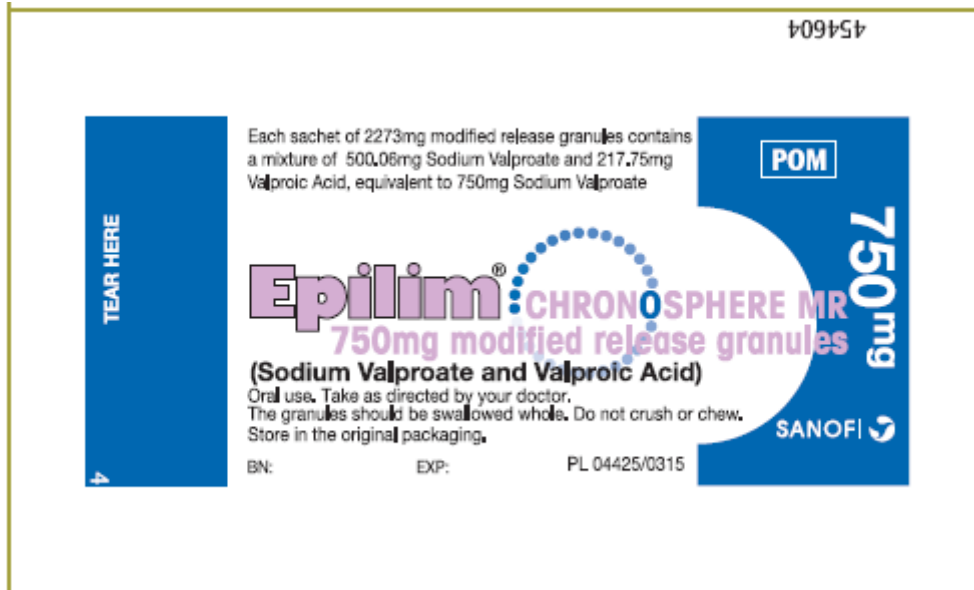 454604
TEAR HERE
4
Each sachet of 2273mg modified release granules contains
a mixture of 500.06mg Sodium Valproate and 217.75mg
Valproic Acid, equivalent to 750mg Sodium Valproate
Epilim® CHRONOSPHERE MR
750mg modified release granules
(Sodium Valproate and Valproic Acid)
Oral use. Take as directed by your doctor.
The granules should be swallowed whole. Do not crush or chew.
Store in the original packaging.
BN: EXP: PL 04425/0315
POM
750mg
SANOFI